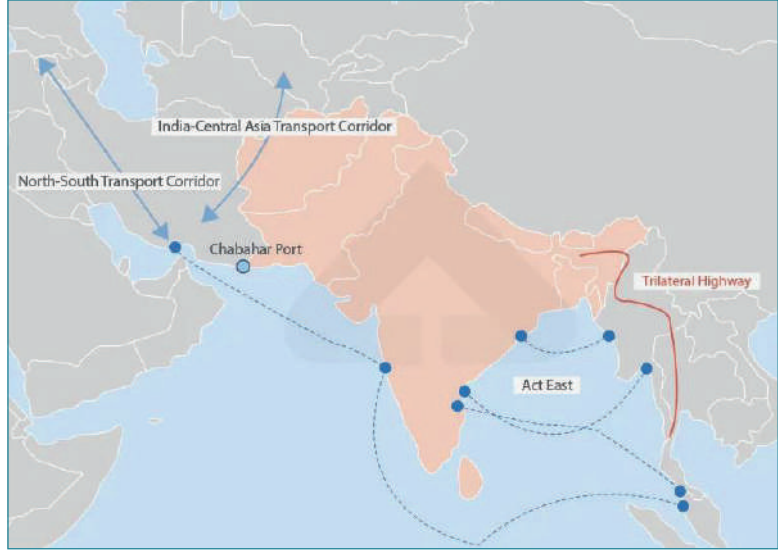 India-Central Asia Transport Corridor
North-South Transport Corridor
Chabahar Port
Trilateral Highway
Act East